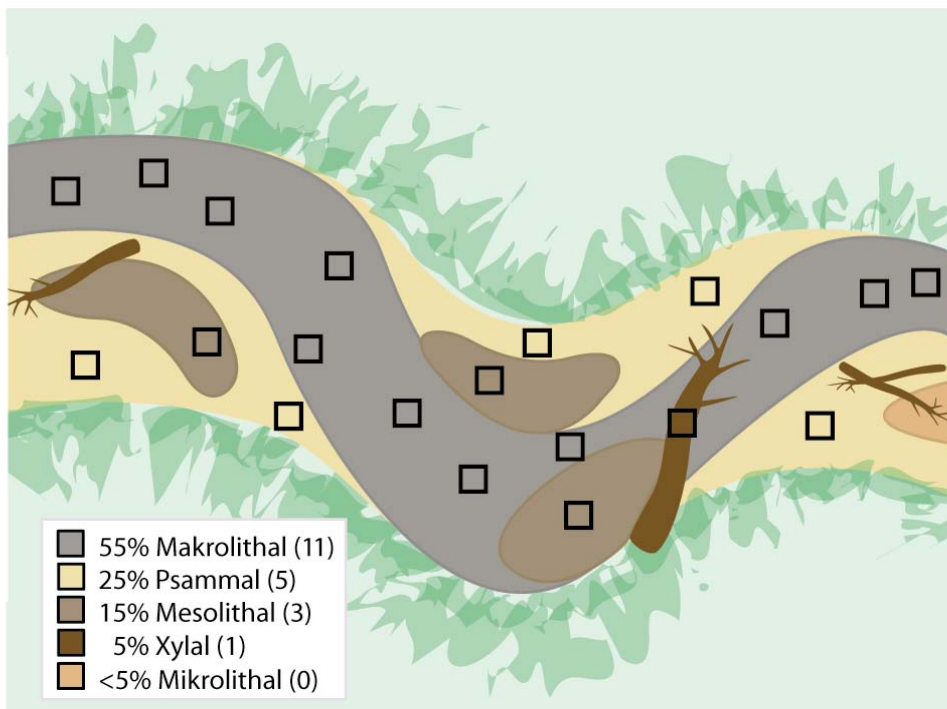 55% Makrolithal (11)
25% Psammal (5)
15% Mesolithal (3)
5% Xylal (1)
<5% Mikrolithal (0)